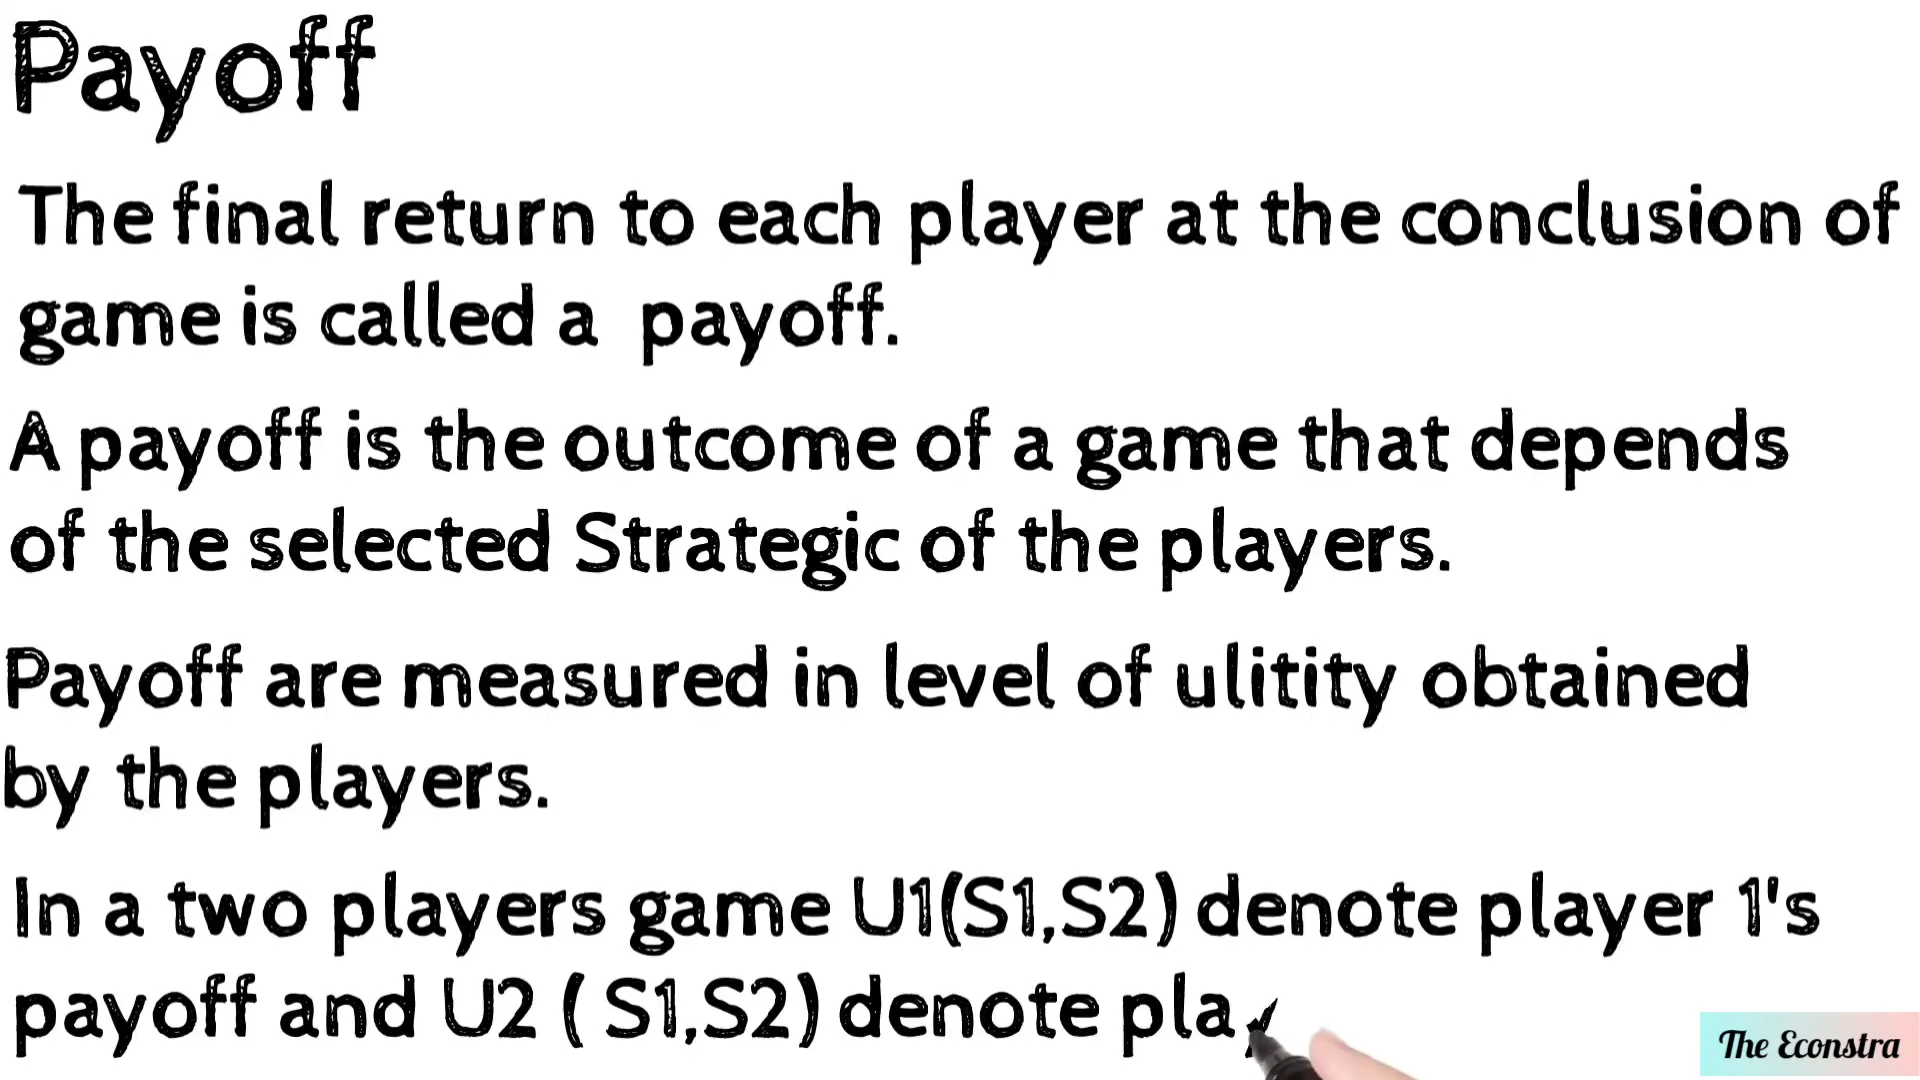 Payoff
The final return to each player at the conclusion of
game is called a payoff.
A payoff is the outcome of a game that depends
of the selected Strategic of the players.
Payoff are measured in level of ulitity obtained
by the players.
In a two players game U1(S1,S2) denote player 1's
payoff and U2 ( S1,S2) denote play
The Econstra